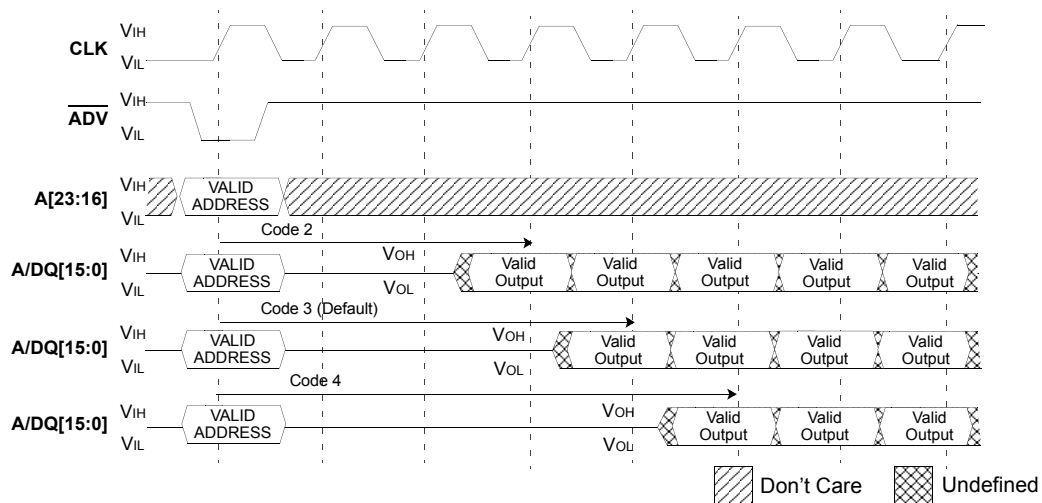 CLK VIH
VIL
ADV VIH
VIL
A[23:16] VIH
VIL
VALID
ADDRESS
Code 2
A/DQ[15:0] VIH
VIL
VALID
ADDRESS
VOH
VOL
Valid
Output
Valid
Output
Valid
Output
Valid
Output
Valid
Output
Code 3 (Default)
A/DQ[15:0] VIH
VIL
VALID
ADDRESS
VOH
VOL
Valid
Output
Valid
Output
Valid
Output
Valid
Output
Code 4
A/DQ[15:0] VIH
VIL
VALID
ADDRESS
VOH
VOL
Valid
Output
Valid
Output
Valid
Output
Don't Care
Undefined